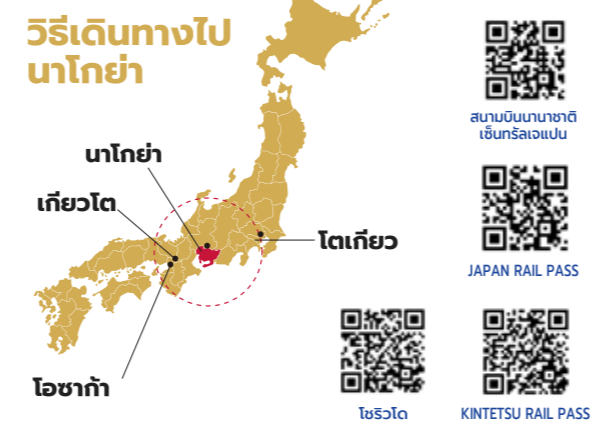 วิธีเดินทางไป
นาโกย่า
นาโกย่า
เกียวโต
โตเกียว
โอซาก้า
สนามบินนานาชาติ
เซ็นทรัลเจแปน
JAPAN RAIL PASS
โชริวโด
KINTETSU RAIL PASS